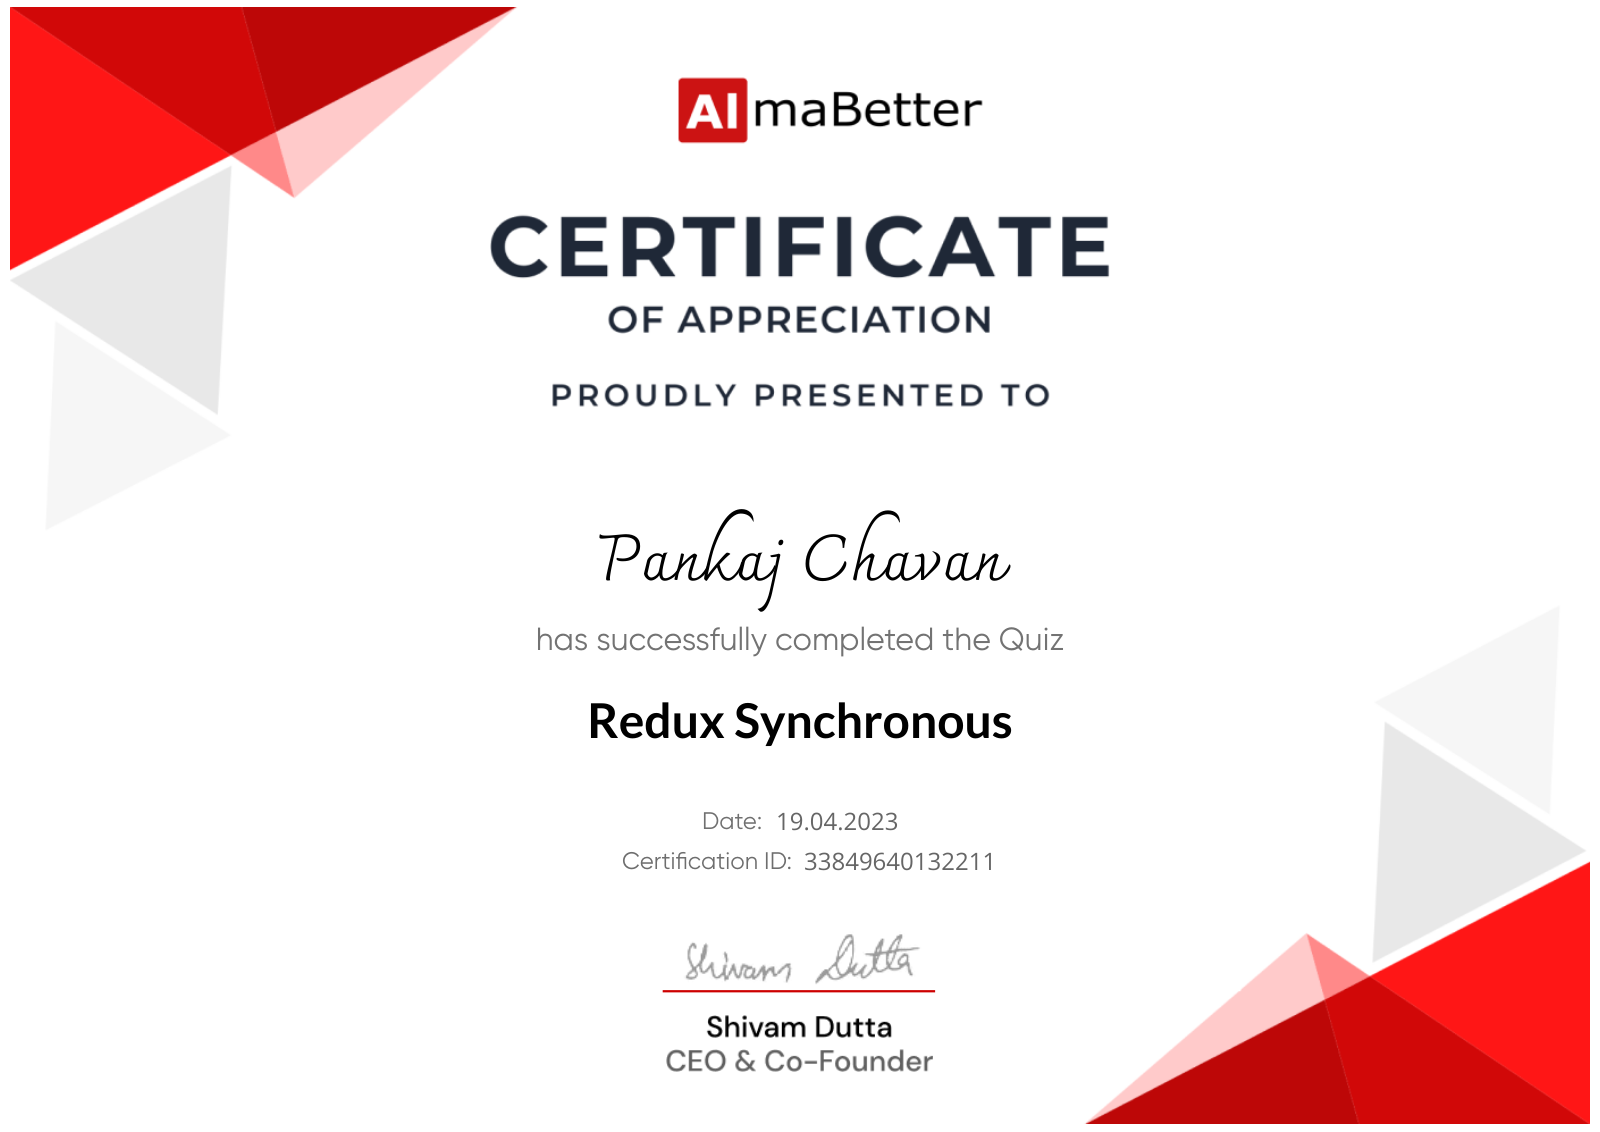 AlmaBetter
CERTIFICATE
OF APPRECIATION
PROUDLY PRESENTED TO
Pankaj Chavan
has successfully completed the Quiz
Redux Synchronous
Date: 19.04.2023
Certification ID: 33849640132211
Shivam Dutta
Shivam Dutta
CEO & Co-Founder